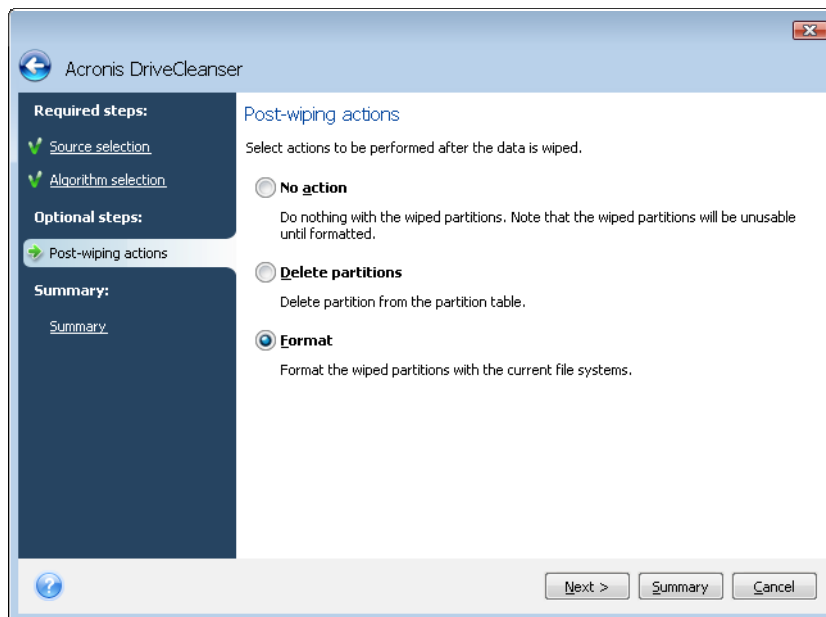 Acronis DriveCleanser
Required steps:
Source selection
Algorithm selection
Optional steps:
Post-wiping actions
Summary:
Summary
Post-wiping actions
Select actions to be performed after the data is wiped.
No action
Do nothing with the wiped partitions. Note that the wiped partitions will be unusable
until formatted.
Delete partitions
Delete partition from the partition table.
Format
Format the wiped partitions with the current file systems.
?
Next >
Summary
Cancel